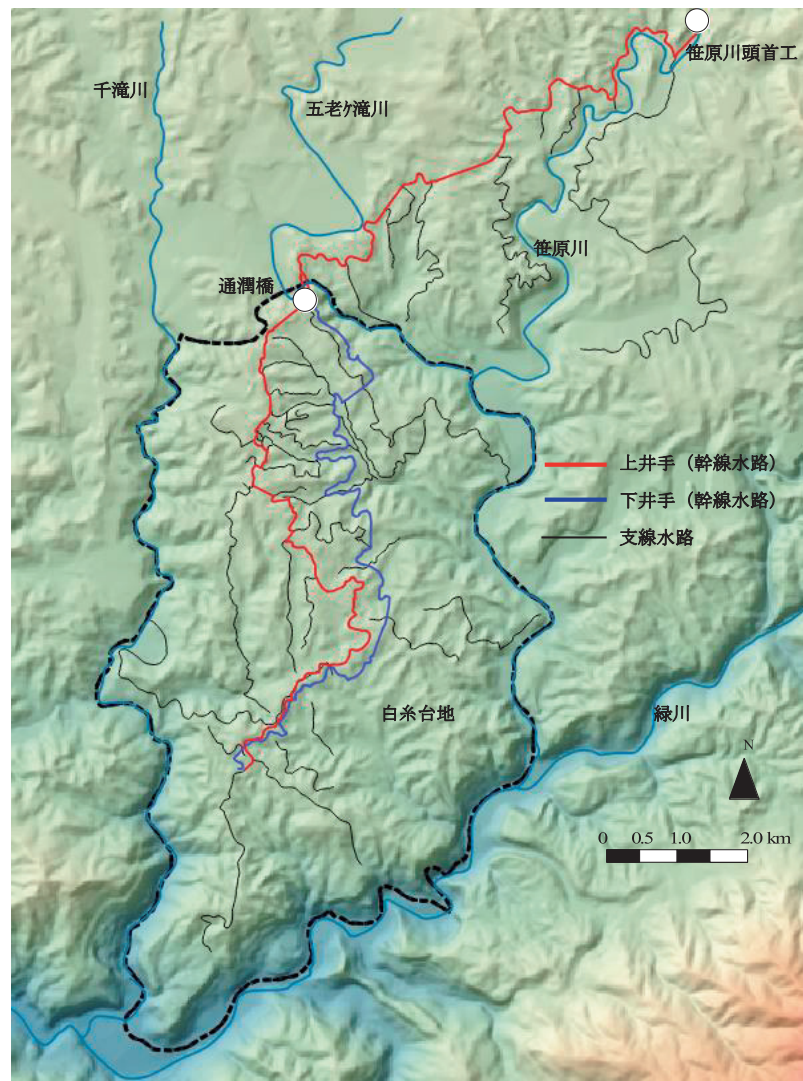 笹原川頭首工
千滝川
五老ケ滝川
笹原川
通潤橋
上井手（幹線水路）
下井手（幹線水路）
支線水路
白糸台地
緑川
N
0 0.5 1.0 2.0 km